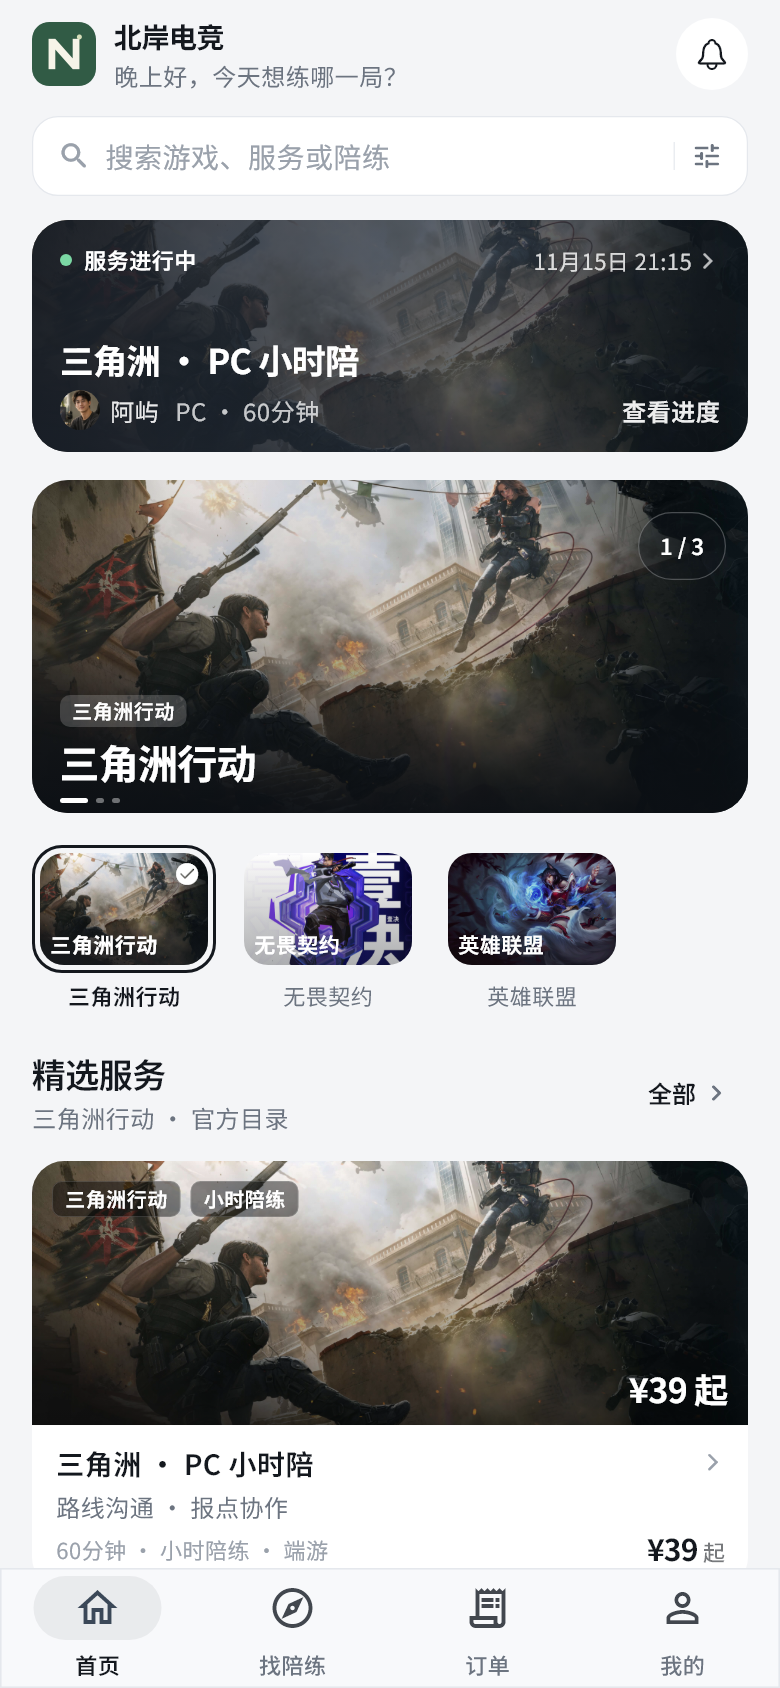 N
北岸电竞
晚上好，今天想练哪一局？
搜索游戏、服务或陪练
服务进行中
11月15日 21:15
三角洲 · PC 小时陪
阿屿 PC · 60分钟
查看进度
1 / 3
三角洲行动
三角洲行动
三角洲行动
无畏契约
英雄联盟
三角洲行动
无畏契约
英雄联盟
精选服务
全部
三角洲行动 · 官方目录
三角洲行动
小时陪练
¥39 起
三角洲 · PC 小时陪
路线沟通 · 报点协作
60分钟 · 小时陪练 · 端游
¥39 起
首页
找陪练
订单
我的